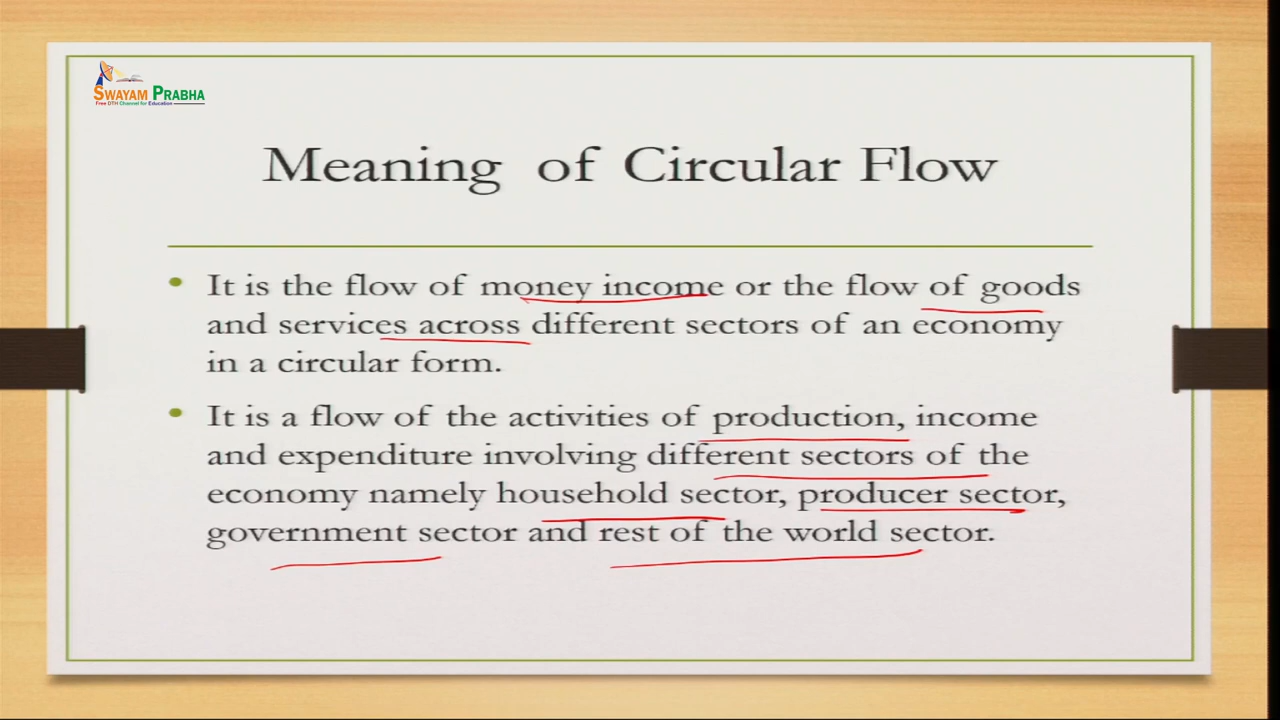 SWAYAM PRABHA
Free DTH Channel for Education
Meaning of Circular Flow
• It is the flow of money income or the flow of goods
and services across different sectors of an economy
in a circular form.
• It is a flow of the activities of production, income
and expenditure involving different sectors of the
economy namely household sector, producer sector,
government sector and rest of the world sector.